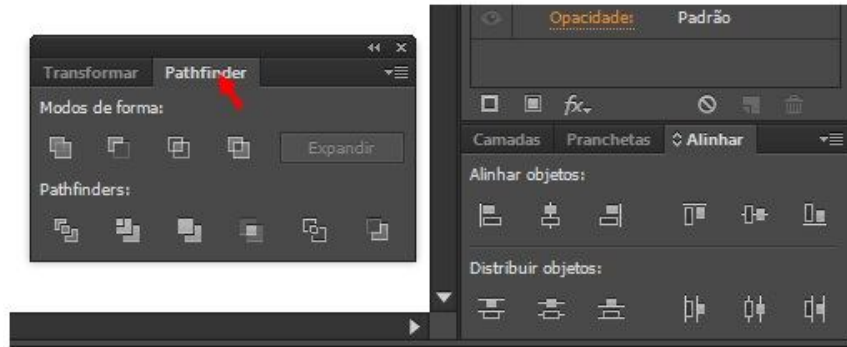 Transformar Pathfinder
Modos de forma:
Expandir
Pathfinders:
Opacidade: Padrão
fx
Camadas Pranchetas Alinhar
Alinhar objetos:
Distribuir objetos: